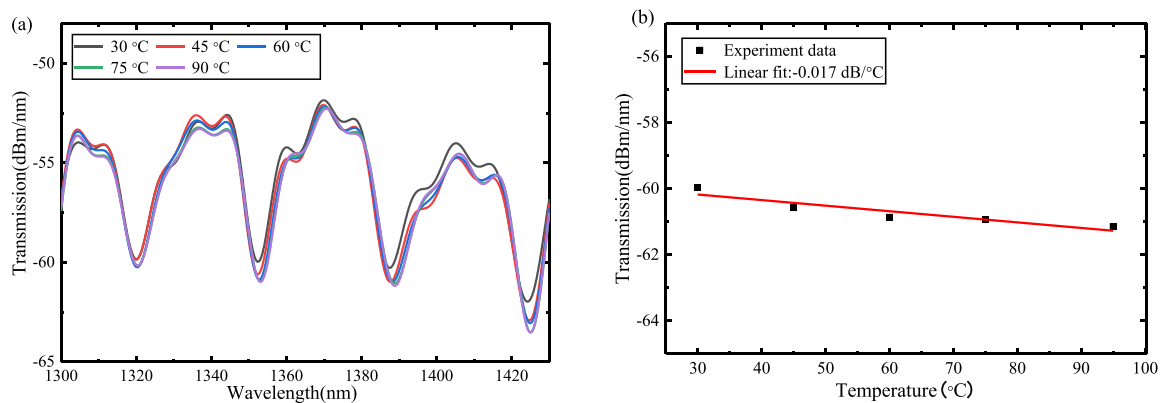 (a)
30 °C 45 °C 60 °C
75 °C 90 °C
Transmission(dBm/nm)
-50
-55
-60
-65
1300 1320 1340 1360 1380 1400 1420
Wavelength(nm)
(b)
Experiment data
Linear fit:-0.017 dB/°C
Transmission(dBm/nm)
-54
-56
-58
-60
-62
-64
30 40 50 60 70 80 90 100
Temperature(°C)